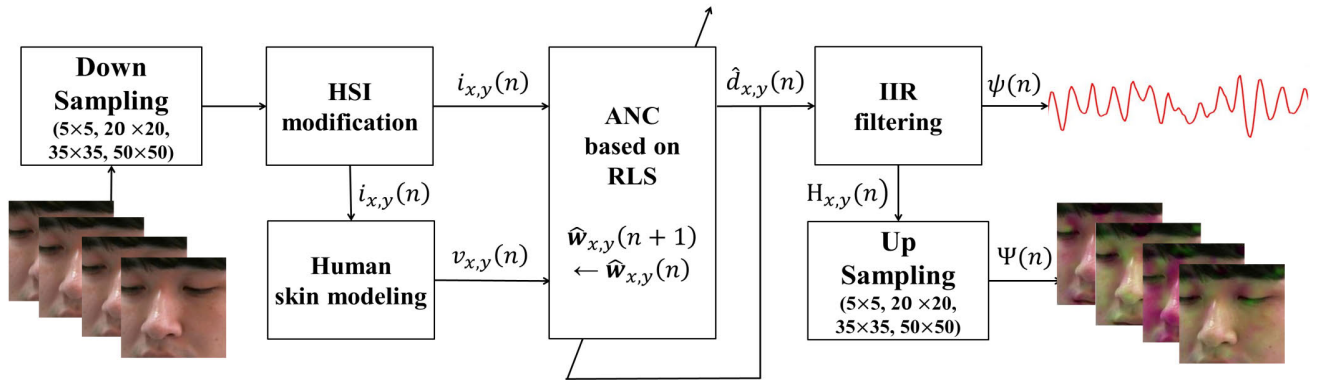 Down
Sampling
(5×5, 20 ×20,
35×35, 50×50)
HSI
modification
i_{x,y}(n)
i_{x,y}(n)
Human
skin modeling
v_{x,y}(n)
ANC
based on
RLS
ŵ_{x,y}(n + 1)
← ŵ_{x,y}(n)
d̂_{x,y}(n)
IIR
filtering
ψ(n)
H_{x,y}(n)
Up
Sampling
(5×5, 20 ×20,
35×35, 50×50)
Ψ(n)